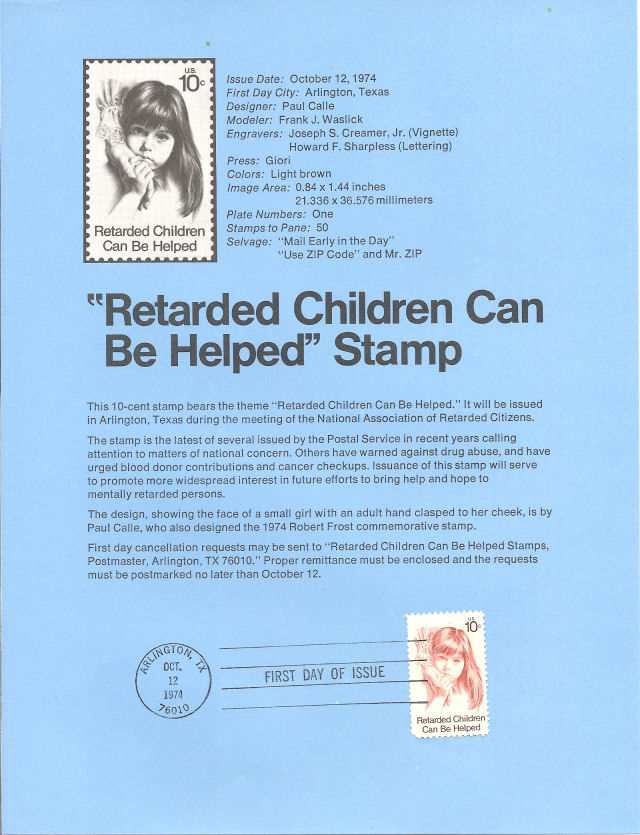 U.S.
10c
Retarded Children
Can Be Helped
Issue Date: October 12, 1974
First Day City: Arlington, Texas
Designer: Paul Calle
Modeler: Frank J. Waslick
Engravers: Joseph S. Creamer, Jr. (Vignette)
Howard F. Sharpless (Lettering)
Press: Giori
Colors: Light brown
Image Area: 0.84 x 1.44 inches
21.336 x 36.576 millimeters
Plate Numbers: One
Stamps to Pane: 50
Selvage: “Mail Early in the Day”
“Use ZIP Code” and Mr. ZIP
“Retarded Children Can
Be Helped” Stamp
This 10-cent stamp bears the theme “Retarded Children Can Be Helped.” It will be issued
in Arlington, Texas during the meeting of the National Association of Retarded Citizens.
The stamp is the latest of several issued by the Postal Service in recent years calling
attention to matters of national concern. Others have warned against drug abuse, and have
urged blood donor contributions and cancer checkups. Issuance of this stamp will serve
to promote more widespread interest in future efforts to bring help and hope to
mentally retarded persons.
The design, showing the face of a small girl with an adult hand clasped to her cheek, is by
Paul Calle, who also designed the 1974 Robert Frost commemorative stamp.
First day cancellation requests may be sent to “Retarded Children Can Be Helped Stamps,
Postmaster, Arlington, TX 76010.” Proper remittance must be enclosed and the requests
must be postmarked no later than October 12.
ARLINGTON, TX
OCT.
12
1974
76010
FIRST DAY OF ISSUE
U.S.
10c
Retarded Children
Can Be Helped